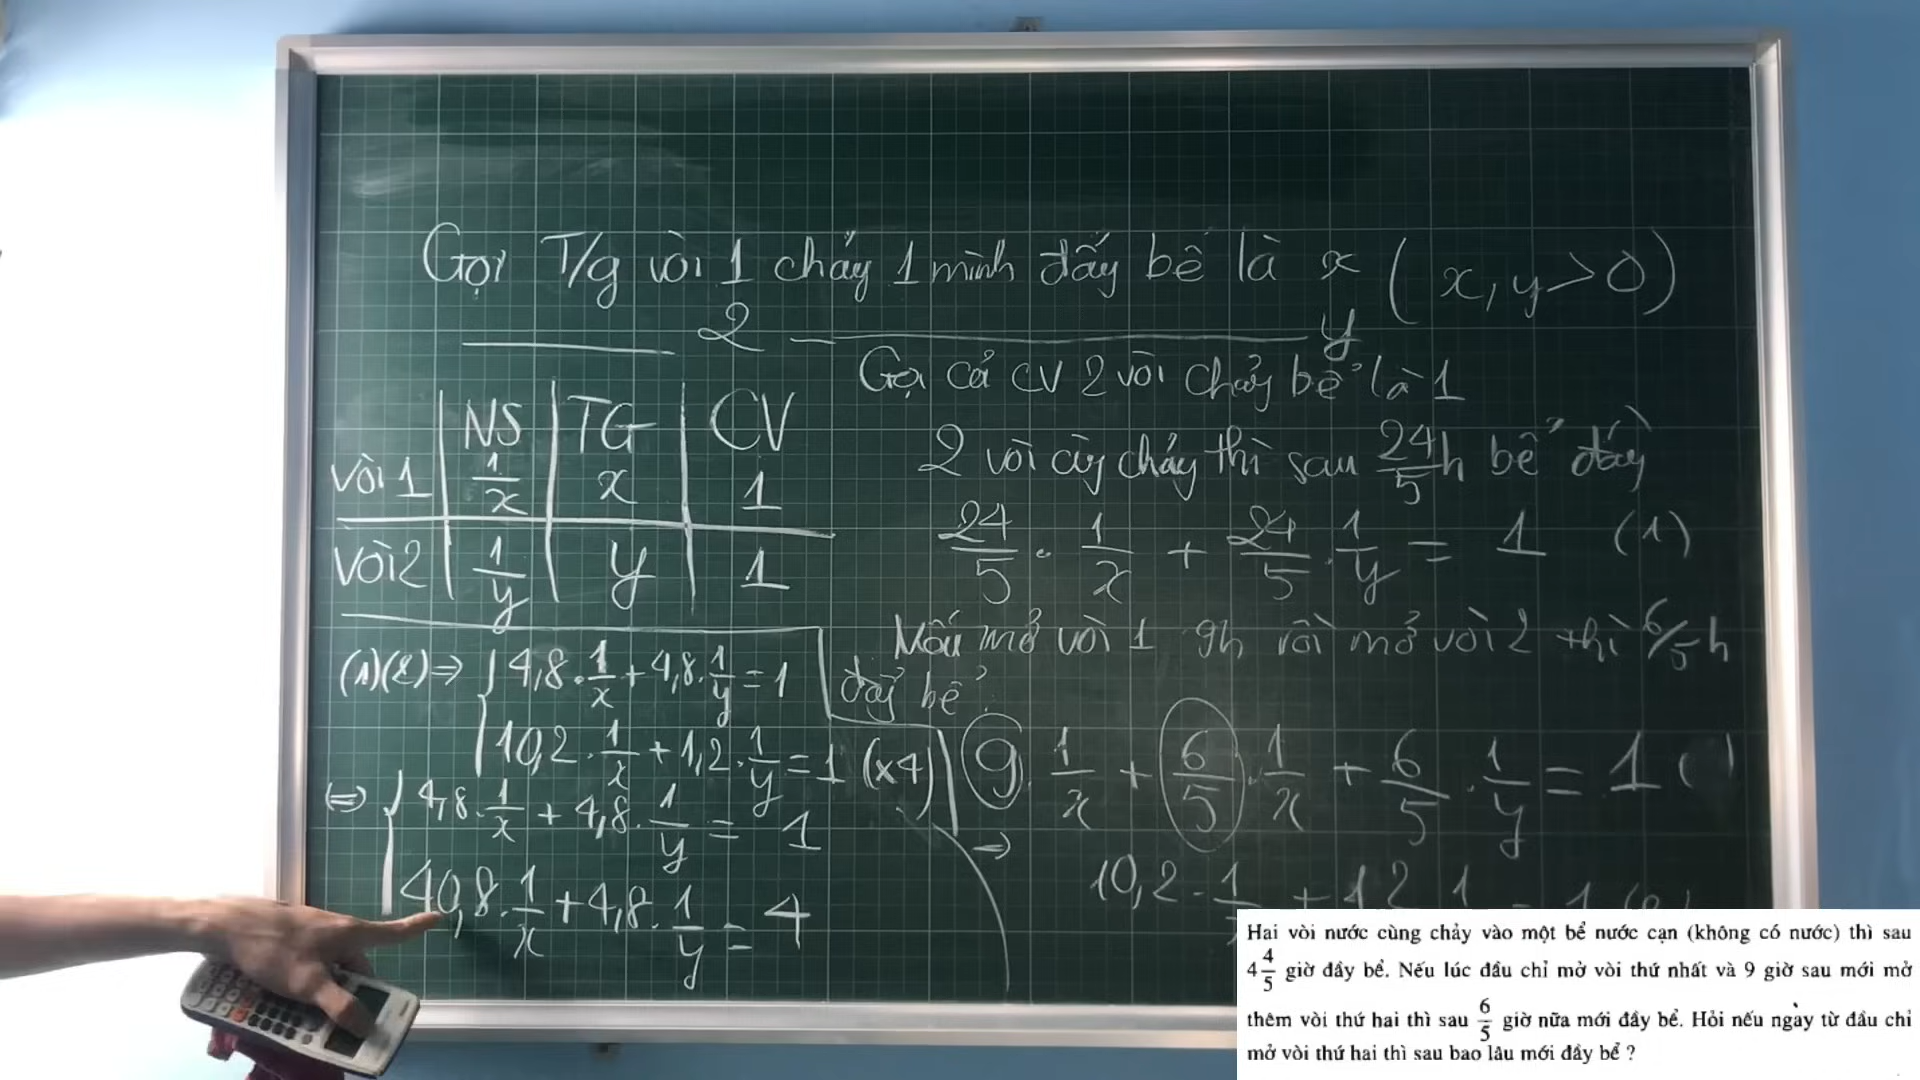 Gọi T/g vòi 1 chảy 1 mình đấy bể là x ( x, y > 0 )
2 y
Gọi cả CV 2 vòi chảy bể là 1
NS TG CV
vòi 1 1/x x 1
vòi 2 1/y y 1
2 vòi cùg chảy thì sau 24/5 h bể đấy
24/5 . 1/x + 24/5 . 1/y = 1 (1)
Mở vòi 1 9h rồi mở vòi 2 thì 6/5 h
đầy bể
9 . 1/x + 6/5 . 1/x + 6/5 . 1/y = 1 ( )
=>
10,2 . 1
(1)(2) => 4,8 . 1/x + 4,8 . 1/y = 1
10,2 . 1/x + 1,2 . 1/y = 1 (x4)
(=) 4,8 . 1/x + 4,8 . 1/y = 1
40,8 . 1/x + 4,8 . 1/y = 4
Hai vòi nước cùng chảy vào một bể nước cạn (không có nước) thì sau
4 4/5 giờ đầy bể. Nếu lúc đầu chỉ mở vòi thứ nhất và 9 giờ sau mới mở
thêm vòi thứ hai thì sau 6/5 giờ nữa mới đầy bể. Hỏi nếu ngay từ đầu chỉ
mở vòi thứ hai thì sau bao lâu mới đầy bể ?